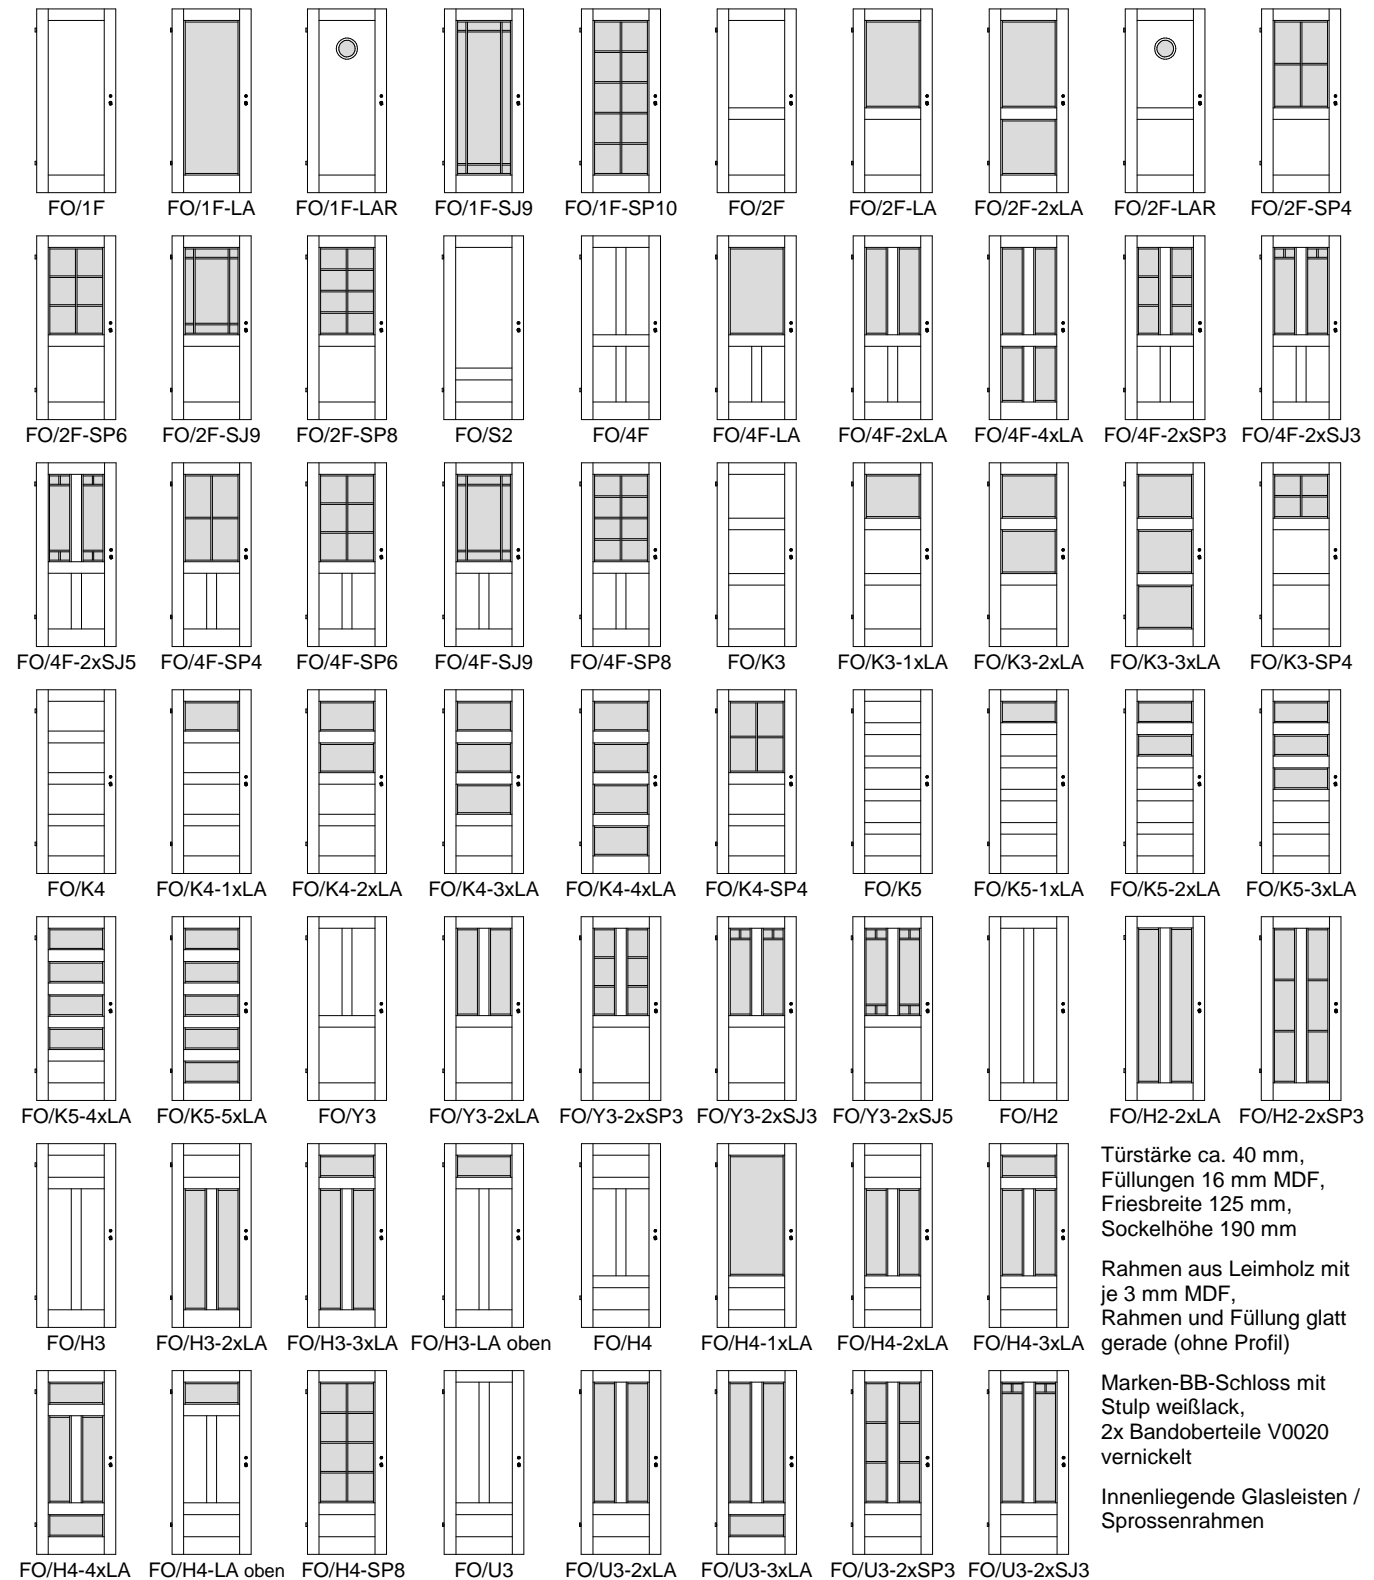 FO/1F FO/1F-LA FO/1F-LAR FO/1F-SJ9 FO/1F-SP10 FO/2F FO/2F-LA FO/2F-2xLA FO/2F-LAR FO/2F-SP4
FO/2F-SP6 FO/2F-SJ9 FO/2F-SP8 FO/S2 FO/4F FO/4F-LA FO/4F-2xLA FO/4F-4xLA FO/4F-2xSP3 FO/4F-2xSJ3
FO/4F-2xSJ5 FO/4F-SP4 FO/4F-SP6 FO/4F-SJ9 FO/4F-SP8 FO/K3 FO/K3-1xLA FO/K3-2xLA FO/K3-3xLA FO/K3-SP4
FO/K4 FO/K4-1xLA FO/K4-2xLA FO/K4-3xLA FO/K4-4xLA FO/K4-SP4 FO/K5 FO/K5-1xLA FO/K5-2xLA FO/K5-3xLA
FO/K5-4xLA FO/K5-5xLA FO/Y3 FO/Y3-2xLA FO/Y3-2xSP3 FO/Y3-2xSJ3 FO/Y3-2xSJ5 FO/H2 FO/H2-2xLA FO/H2-2xSP3
FO/H3 FO/H3-2xLA FO/H3-3xLA FO/H3-LA oben FO/H4 FO/H4-1xLA FO/H4-2xLA FO/H4-3xLA
FO/H4-4xLA FO/H4-LA oben FO/H4-SP8 FO/U3 FO/U3-2xLA FO/U3-3xLA FO/U3-2xSP3 FO/U3-2xSJ3
Türstärke ca. 40 mm,
Füllungen 16 mm MDF,
Friesbreite 125 mm,
Sockelhöhe 190 mm
Rahmen aus Leimholz mit
je 3 mm MDF,
Rahmen und Füllung glatt
gerade (ohne Profil)
Marken-BB-Schloss mit
Stulp weißlack,
2x Bandoberteile V0020
vernickelt
Innenliegende Glasleisten /
Sprossenrahmen